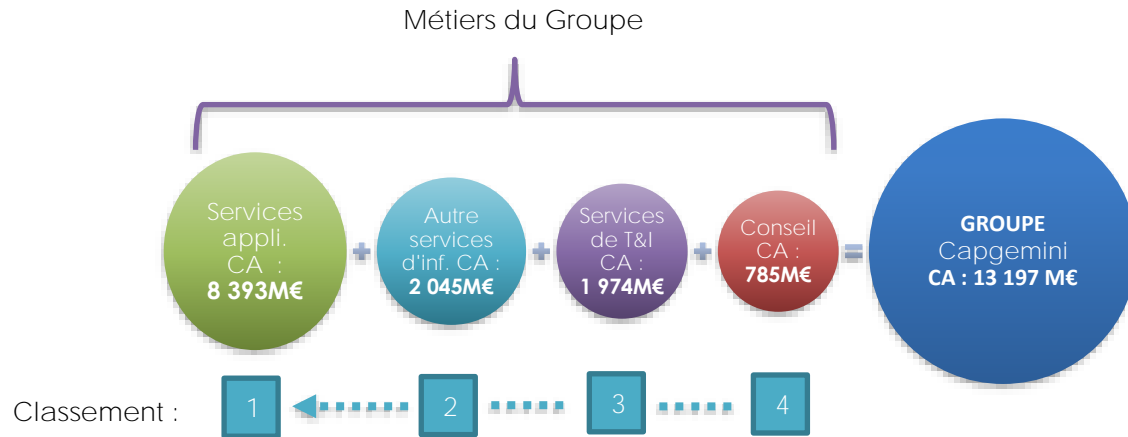 Métiers du Groupe
Services
appli.
CA :
8 393M€
+
Autre
services
d'inf. CA :
2 045M€
+
Services
de T&I
CA :
1 974M€
+
Conseil
CA :
785M€
=
GROUPE
Capgemini
CA : 13 197 M€
Classement :
1
2
3
4